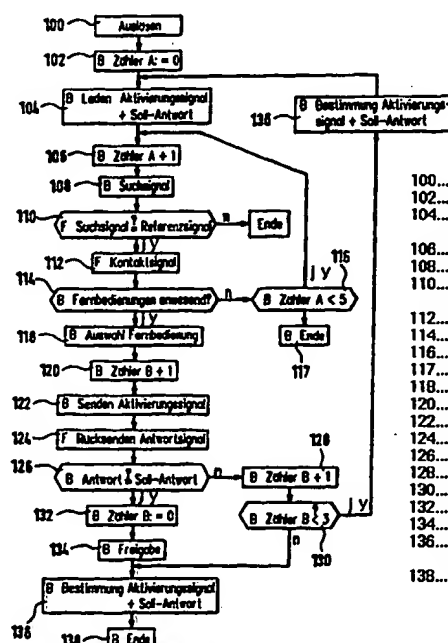 100
Auslösen
102
B Zähler A: = 0
104
B Laden Aktivierungssignal
+ Soll-Antwort
136
B Bestimmung Aktivierungs-
signal + Soll-Antwort
106
B Zähler A + 1
108
B Suchsignal
110
F Suchsignal ≟ Referenzsignal
n
Ende
j y
112
F Kontaktsignal
114
B Fernbedienungen anwesend?
n
116
B Zähler A < 5
j y
j y
B Ende
117
118
B Auswahl Fernbedienung
120
B Zähler B + 1
122
B Senden Aktivierungssignal
124
F Rücksenden Antwortsignal
126
B Antwort ≟ Soll-Antwort
n
128
B Zähler B + 1
j y
132
B Zähler B: = 0
B Zähler B ≟ 3
j y
n
130
134
B Freigabe
B Bestimmung Aktivierungssignal
+ Soll-Antwort
136
138
B Ende
100...
102...
104...
106...
108...
110...
112...
114...
116...
117...
118...
120...
122...
124...
126...
128...
130...
132...
134...
136...
138...